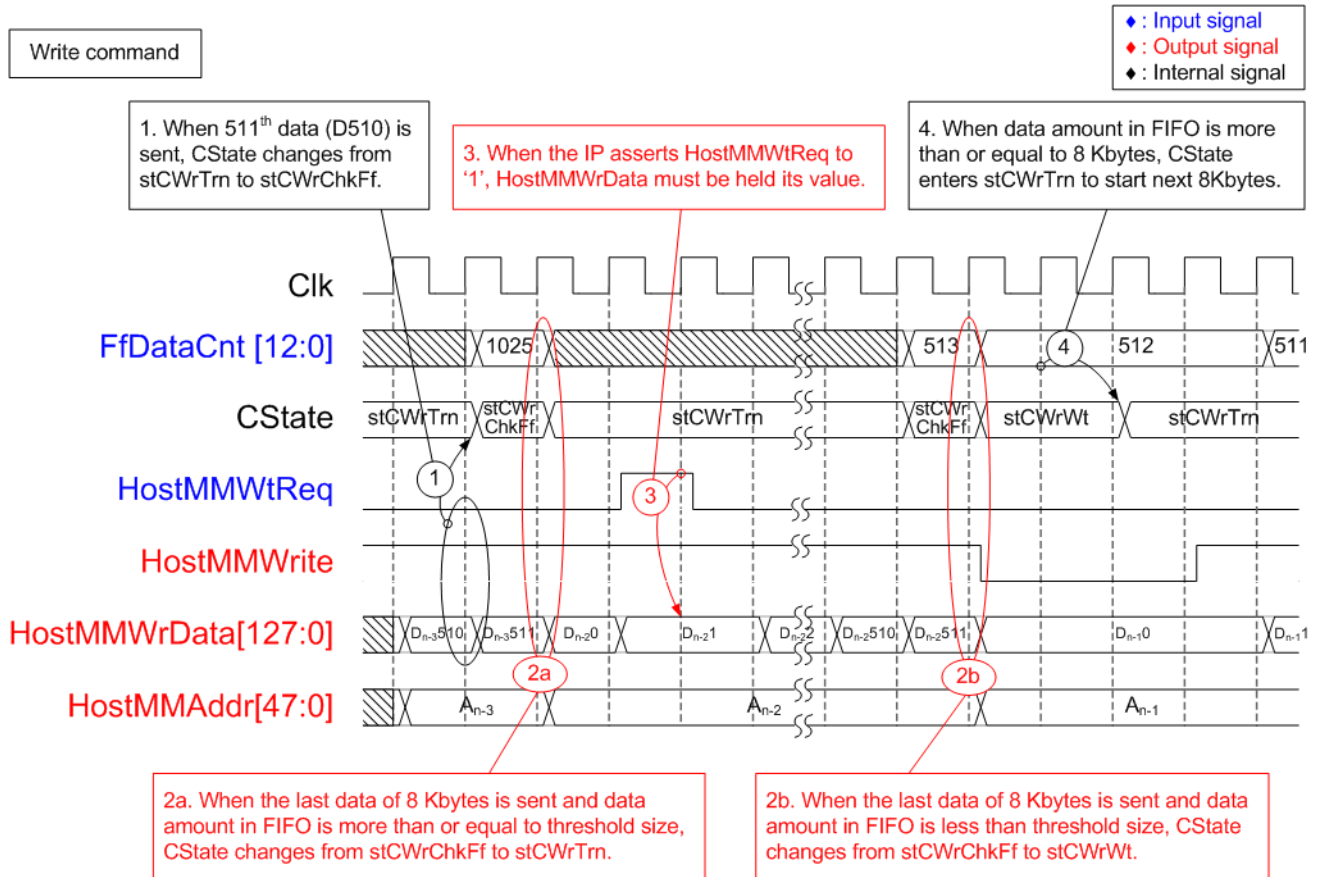 Write command
♦ : Input signal
♦ : Output signal
♦ : Internal signal
1. When 511th data (D510) is
sent, CState changes from
stCWrTrn to stCWrChkFf.
3. When the IP asserts HostMMWtReq to
‘1’, HostMMWrData must be held its value.
4. When data amount in FIFO is more
than or equal to 8 Kbytes, CState
enters stCWrTrn to start next 8Kbytes.
Clk
FfDataCnt [12:0]
1025
513
4
512
511
CState
stCWrTrn
stCWr
ChkFf
stCWrTrn
stCWr
ChkFf
stCWrWt
stCWrTrn
1
HostMMWtReq
3
HostMMWrite
HostMMWrData[127:0]
Dn-3510
Dn-3511
Dn-20
Dn-21
Dn-22
Dn-2510
Dn-2511
Dn-10
Dn-11
2a
2b
HostMMAddr[47:0]
An-3
An-2
An-1
2a. When the last data of 8 Kbytes is sent and data
amount in FIFO is more than or equal to threshold size,
CState changes from stCWrChkFf to stCWrTrn.
2b. When the last data of 8 Kbytes is sent and data
amount in FIFO is less than threshold size, CState
changes from stCWrChkFf to stCWrWt.